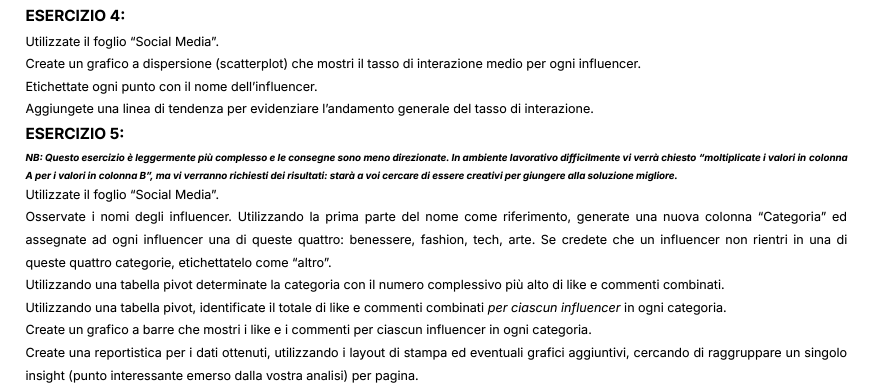 ESERCIZIO 4:
Utilizzate il foglio “Social Media”.
Create un grafico a dispersione (scatterplot) che mostri il tasso di interazione medio per ogni influencer.
Etichettate ogni punto con il nome dell’influencer.
Aggiungete una linea di tendenza per evidenziare l’andamento generale del tasso di interazione.
ESERCIZIO 5:
NB: Questo esercizio è leggermente più complesso e le consegne sono meno direzionate. In ambiente lavorativo difficilmente vi verrà chiesto “moltiplicate i valori in colonna
A per i valori in colonna B”, ma vi verranno richiesti dei risultati: starà a voi cercare di essere creativi per giungere alla soluzione migliore.
Utilizzate il foglio “Social Media”.
Osservate i nomi degli influencer. Utilizzando la prima parte del nome come riferimento, generate una nuova colonna “Categoria” ed
assegnate ad ogni influencer una di queste quattro: benessere, fashion, tech, arte. Se credete che un influencer non rientri in una di
queste quattro categorie, etichettatelo come “altro”.
Utilizzando una tabella pivot determinate la categoria con il numero complessivo più alto di like e commenti combinati.
Utilizzando una tabella pivot, identificate il totale di like e commenti combinati per ciascun influencer in ogni categoria.
Create un grafico a barre che mostri i like e i commenti per ciascun influencer in ogni categoria.
Create una reportistica per i dati ottenuti, utilizzando i layout di stampa ed eventuali grafici aggiuntivi, cercando di raggruppare un singolo
insight (punto interessante emerso dalla vostra analisi) per pagina.